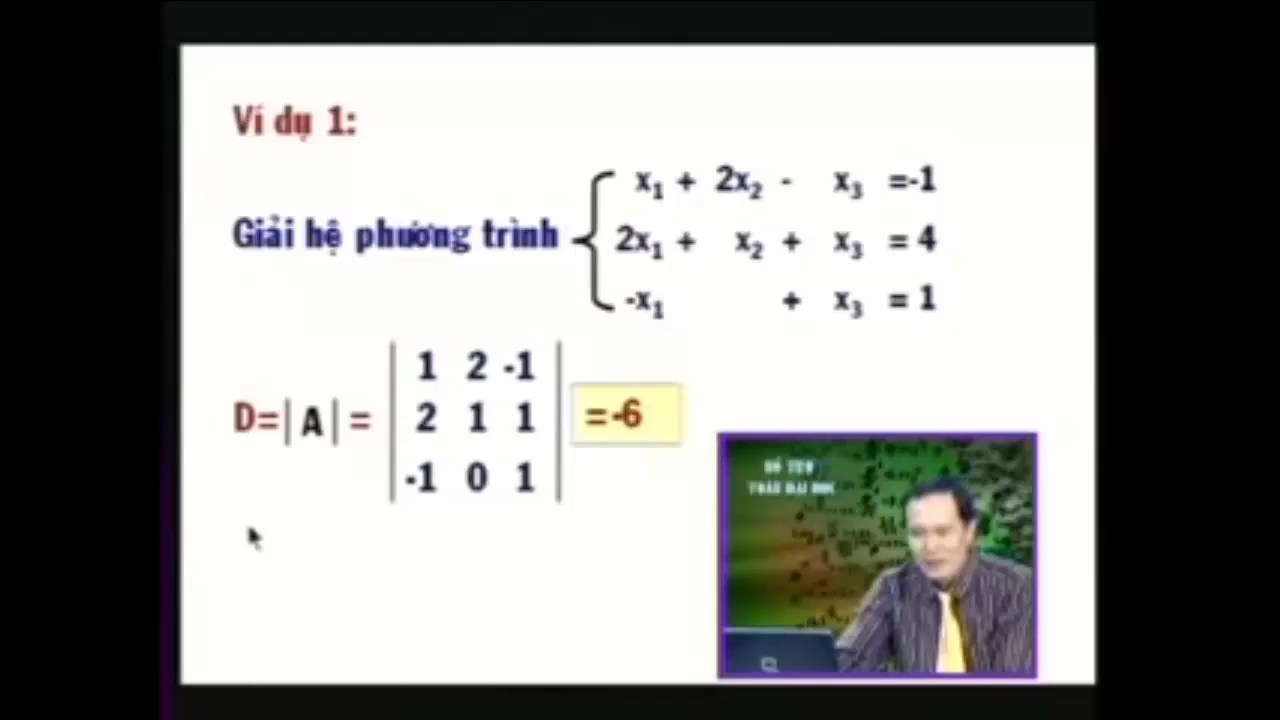 Ví dụ 1:
x₁ + 2x₂ - x₃ =-1
Giải hệ phương trình 2x₁ + x₂ + x₃ = 4
-x₁ + x₃ = 1
1 2 -1
D=|A|= 2 1 1 =-6
-1 0 1